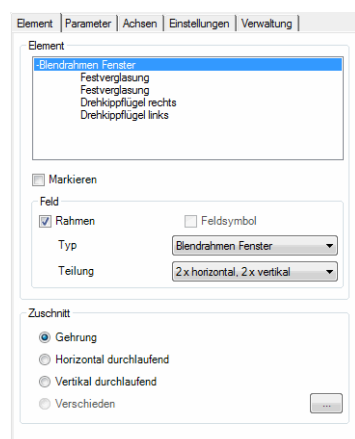 Element Parameter Achsen Einstellungen Verwaltung
Element
-Blendrahmen Fenster
Festverglasung
Festverglasung
Drehkippflügel rechts
Drehkippflügel links
Markieren
Feld
Rahmen Feldsymbol
Typ Blendrahmen Fenster
Teilung 2 x horizontal, 2 x vertikal
Zuschnitt
Gehrung
Horizontal durchlaufend
Vertikal durchlaufend
Verschieden ...